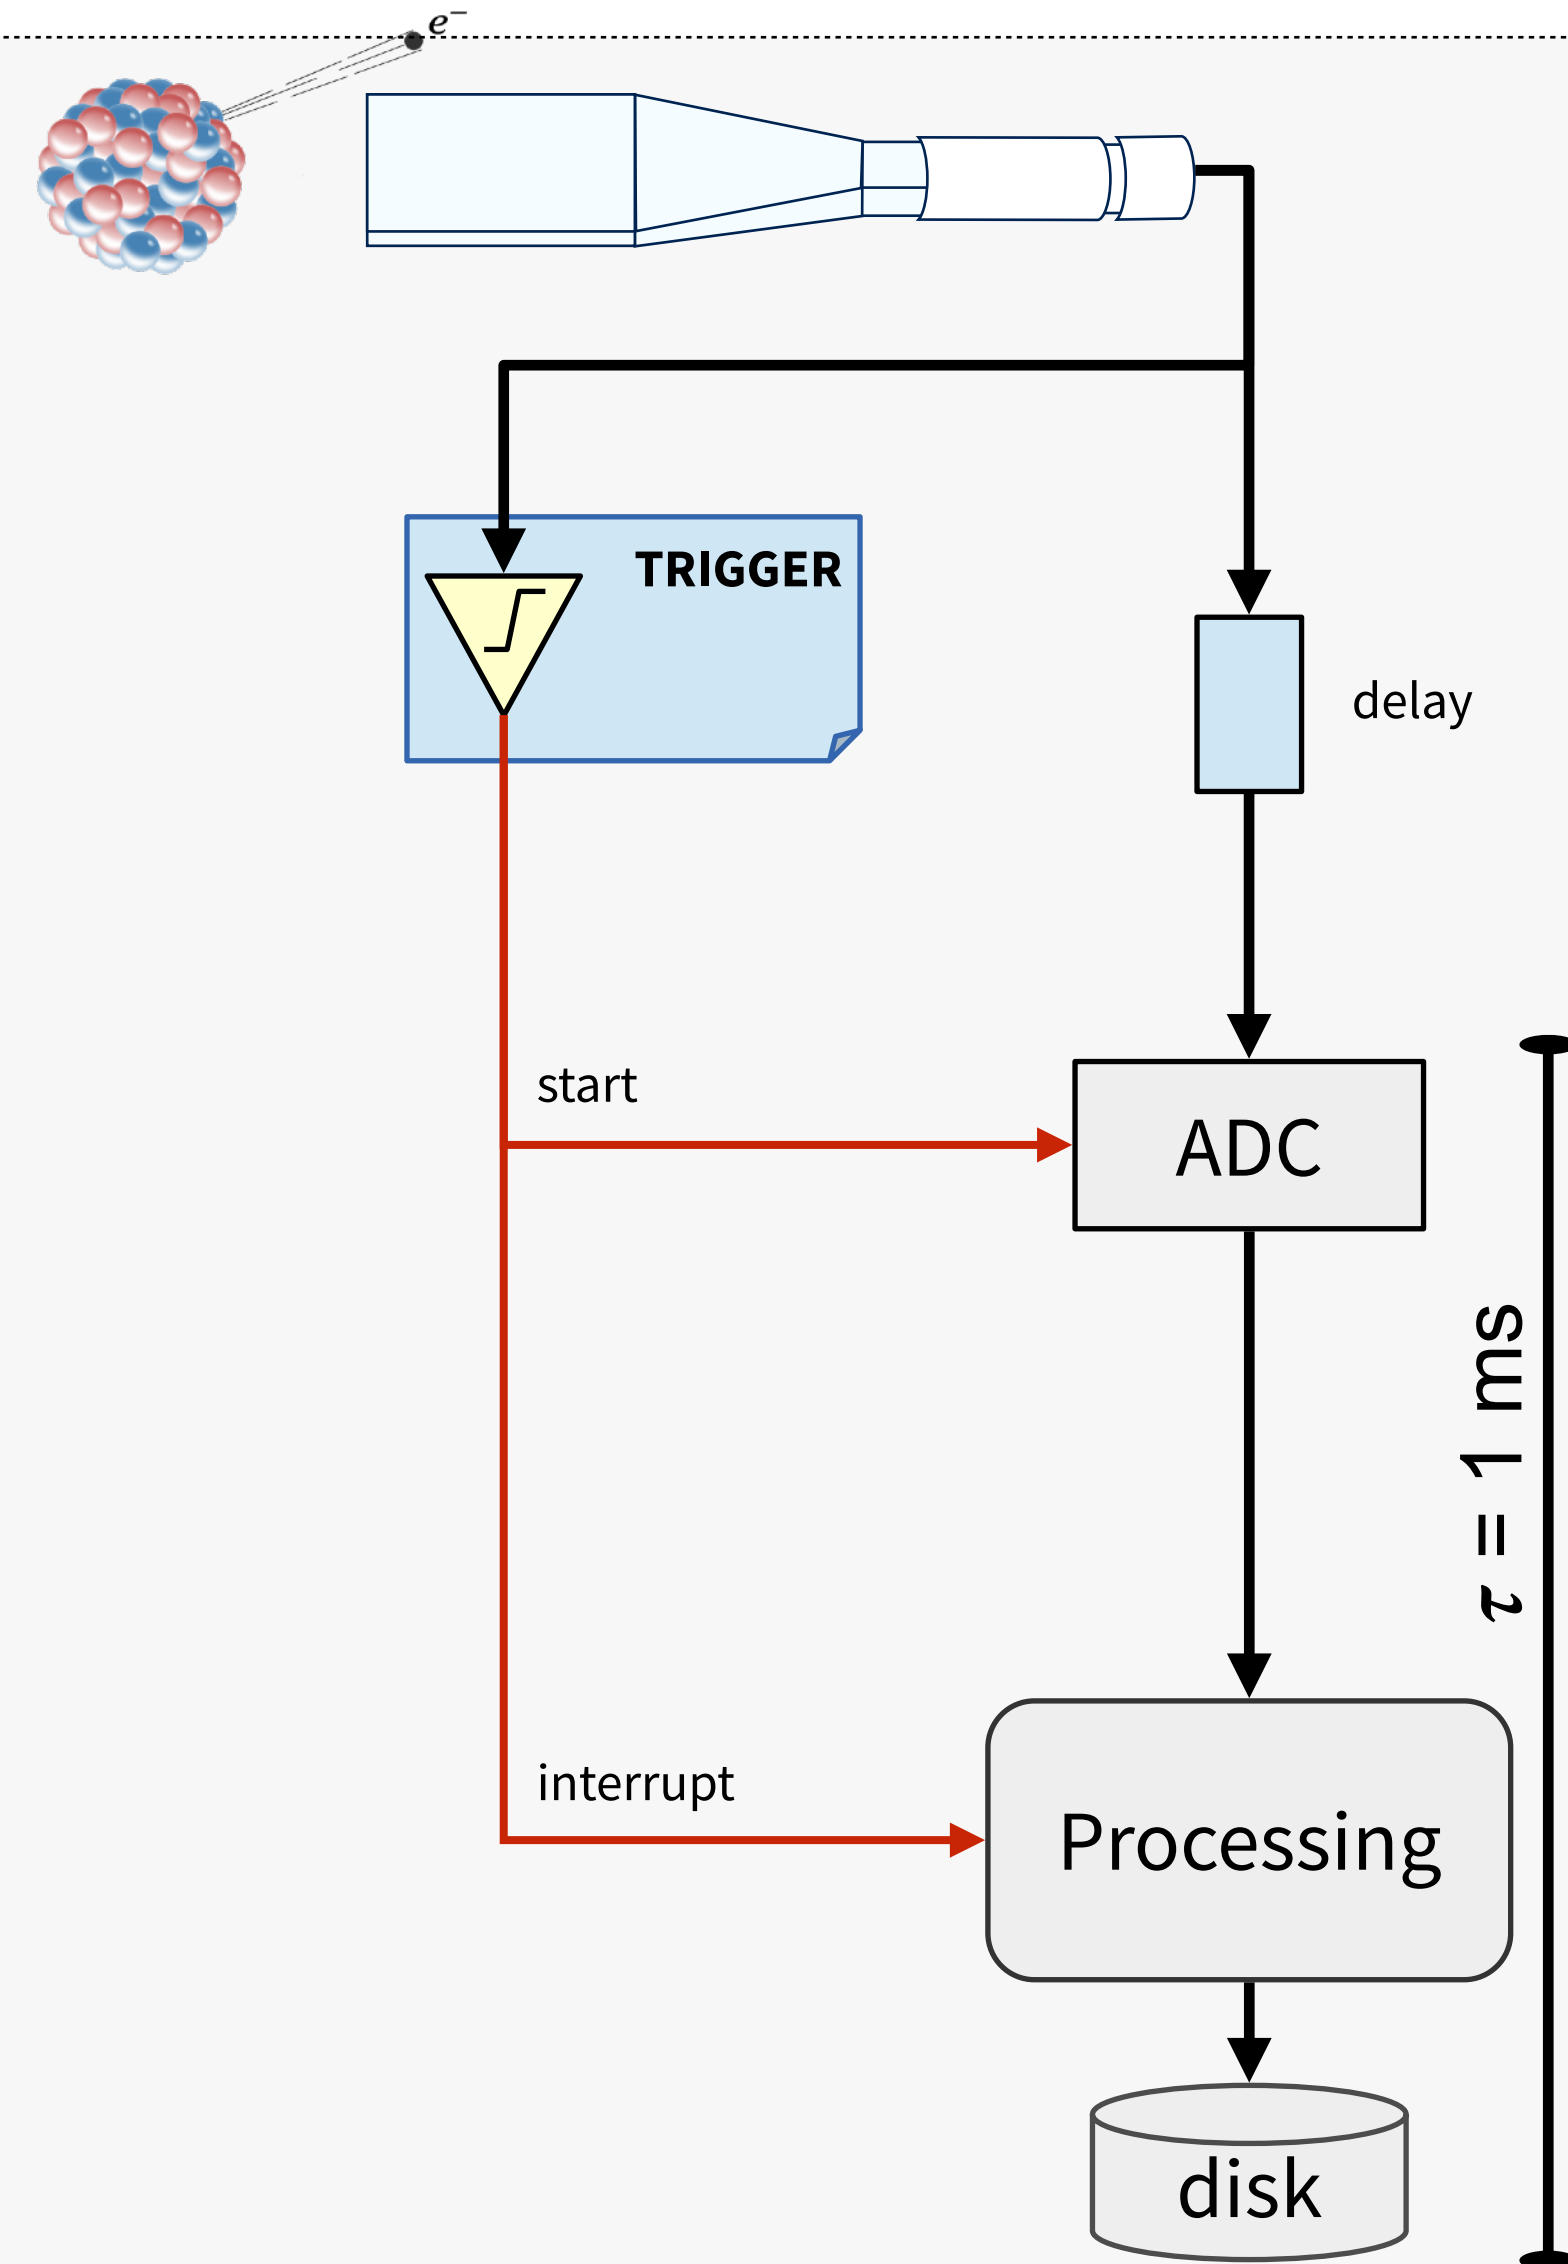 e−
TRIGGER
delay
start
ADC
τ = 1 ms
interrupt
Processing
disk